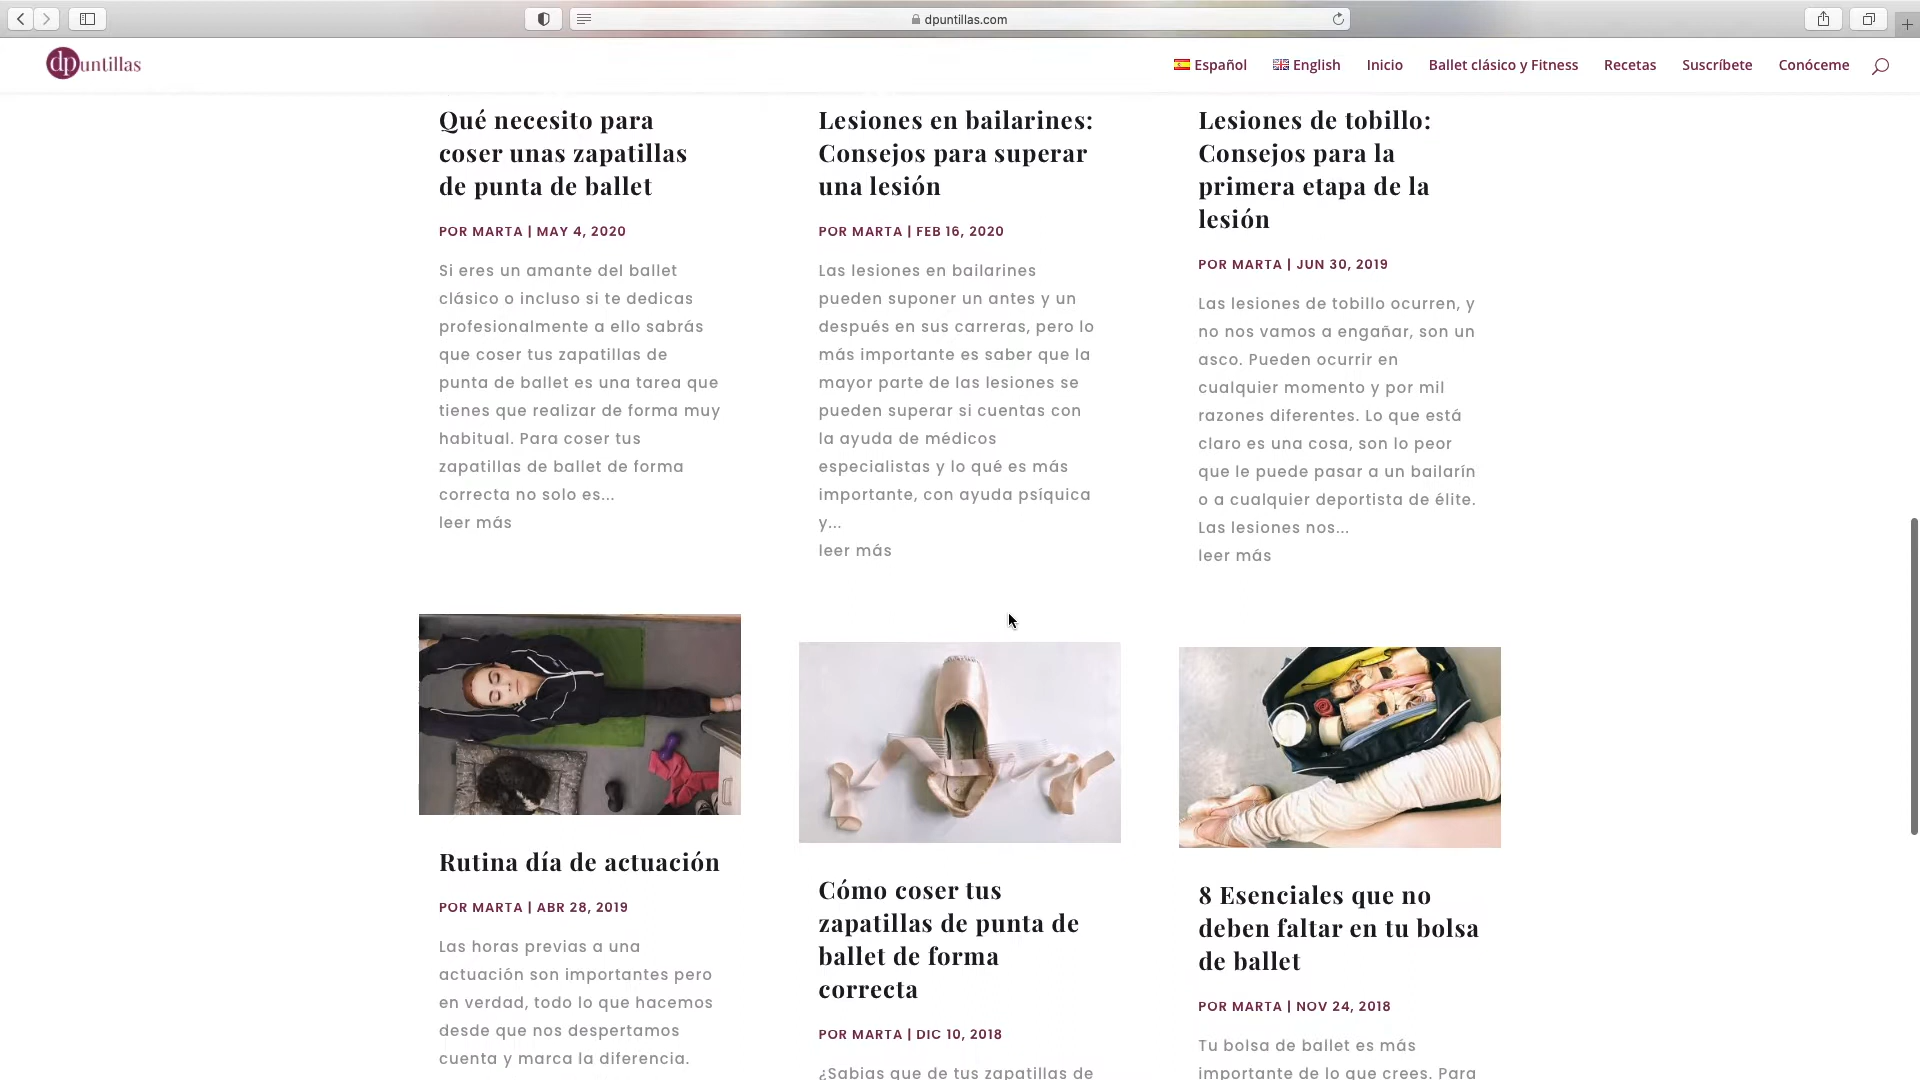 dpuntillas.com
dpuntillas
Español
English
Inicio
Ballet clásico y Fitness
Recetas
Suscríbete
Conóceme
Qué necesito para
coser unas zapatillas
de punta de ballet
POR MARTA | MAY 4, 2020
Si eres un amante del ballet
clásico o incluso si te dedicas
profesionalmente a ello sabrás
que coser tus zapatillas de
punta de ballet es una tarea que
tienes que realizar de forma muy
habitual. Para coser tus
zapatillas de ballet de forma
correcta no solo es...
leer más
Lesiones en bailarines:
Consejos para superar
una lesión
POR MARTA | FEB 16, 2020
Las lesiones en bailarines
pueden suponer un antes y un
después en sus carreras, pero lo
más importante es saber que la
mayor parte de las lesiones se
pueden superar si cuentas con
la ayuda de médicos
especialistas y lo qué es más
importante, con ayuda psíquica
y...
leer más
Lesiones de tobillo:
Consejos para la
primera etapa de la
lesión
POR MARTA | JUN 30, 2019
Las lesiones de tobillo ocurren, y
no nos vamos a engañar, son un
asco. Pueden ocurrir en
cualquier momento y por mil
razones diferentes. Lo que está
claro es una cosa, son lo peor
que le puede pasar a un bailarín
o a cualquier deportista de élite.
Las lesiones nos...
leer más
Rutina día de actuación
POR MARTA | ABR 28, 2019
Las horas previas a una
actuación son importantes pero
en verdad, todo lo que hacemos
desde que nos despertamos
cuenta y marca la diferencia.
Cómo coser tus
zapatillas de punta de
ballet de forma
correcta
POR MARTA | DIC 10, 2018
¿Sabias que de tus zapatillas de
8 Esenciales que no
deben faltar en tu bolsa
de ballet
POR MARTA | NOV 24, 2018
Tu bolsa de ballet es más
importante de lo que crees. Para